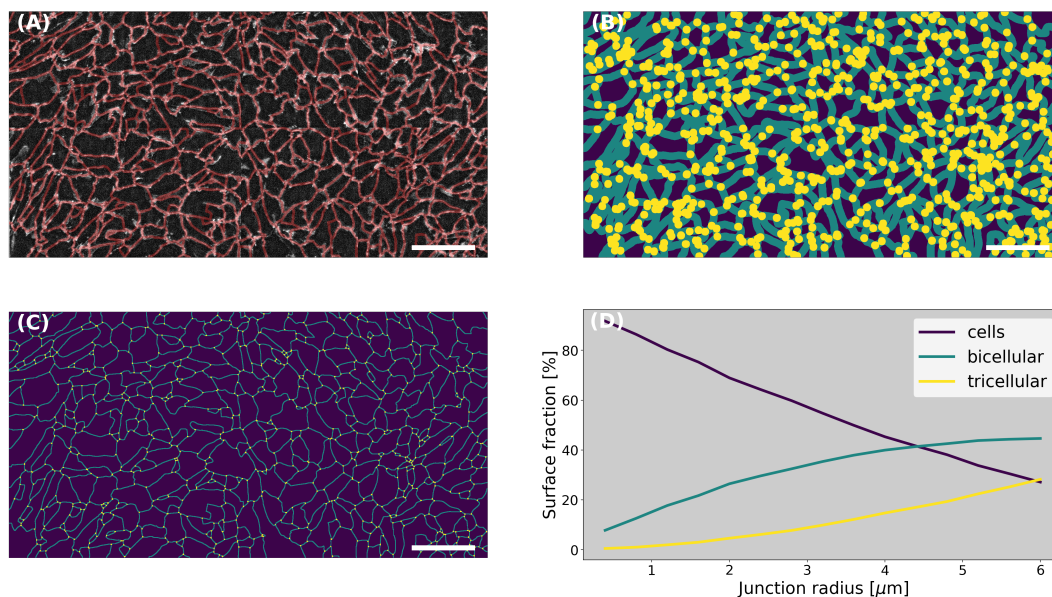 (A)
(B)
(C)
(D)
cells
bicellular
tricellular
Surface fraction [%]
80
60
40
20
0
1 2 3 4 5 6
Junction radius [μm]